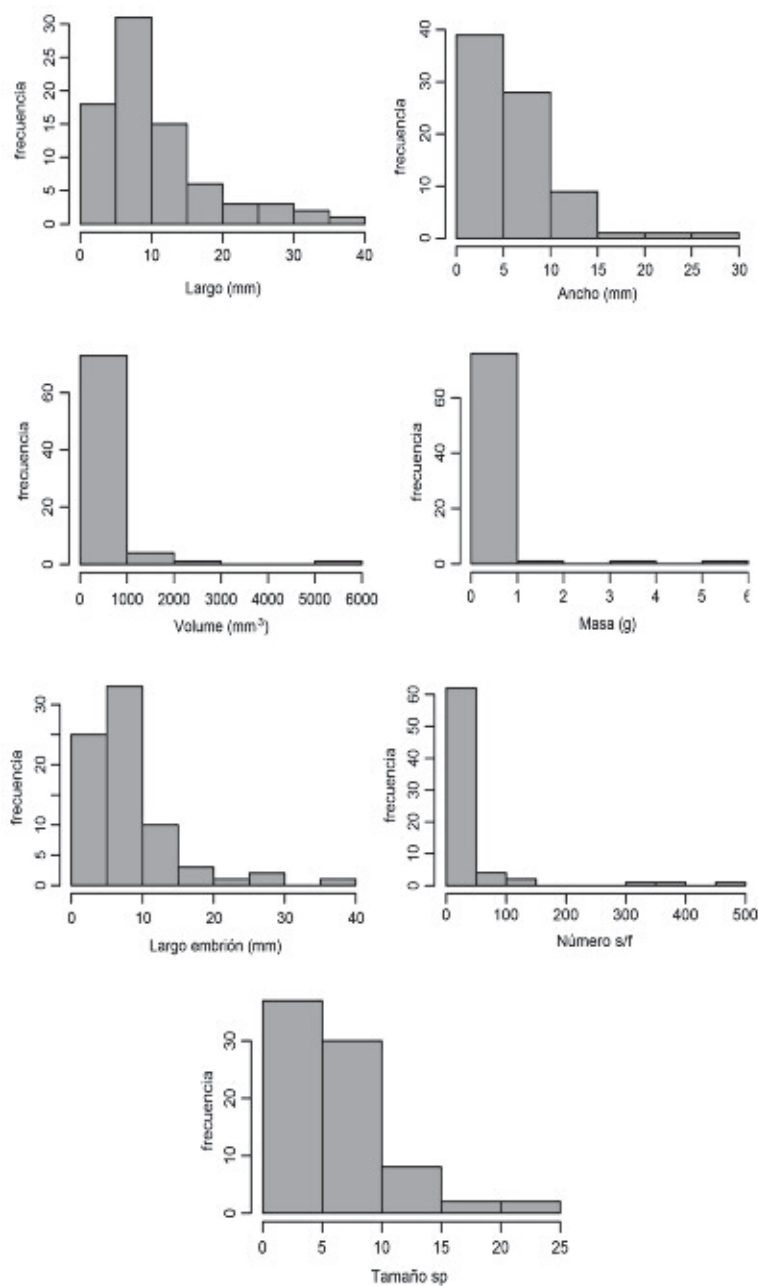 frecuencia
30
25
20
15
10
5
0
0 10 20 30 40
Largo (mm)
frecuencia
40
30
20
10
0
0 5 10 15 20 25 30
Ancho (mm)
frecuencia
60
40
20
0
0 1000 2000 3000 4000 5000 6000
Volume (mm³)
frecuencia
60
40
20
0
0 1 2 3 4 5 6
Masa (g)
frecuencia
30
20
10
5
0
0 10 20 30 40
Largo embrión (mm)
frecuencia
60
50
40
30
20
10
0
0 100 200 300 400 500
Número s/f
frecuencia
30
20
10
0
0 5 10 15 20 25
Tamaño sp